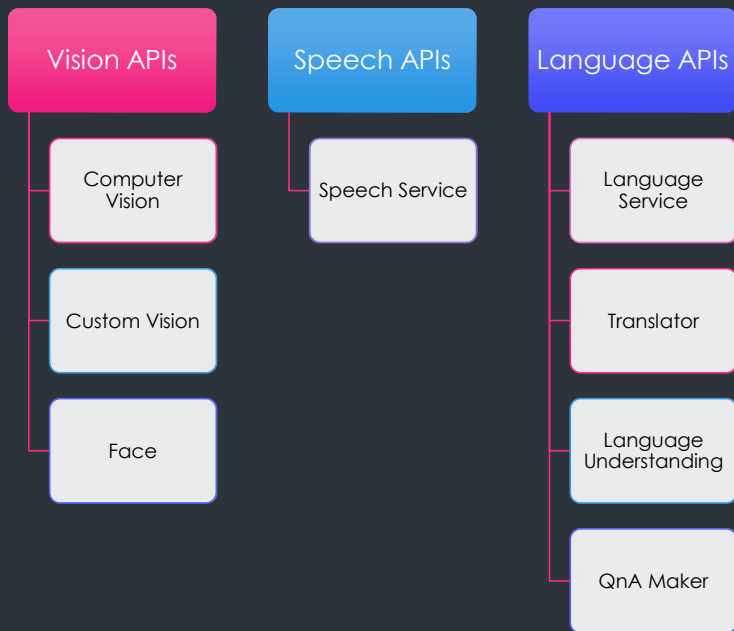 Vision APIs
Computer
Vision
Custom Vision
Face
Speech APIs
Speech Service
Language APIs
Language
Service
Translator
Language
Understanding
QnA Maker